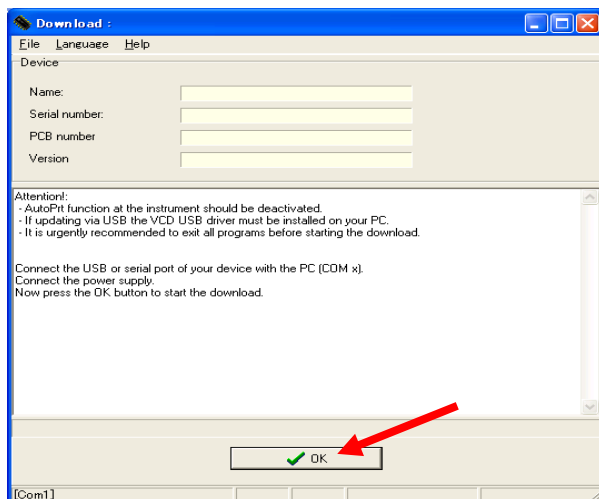 Download :
File Language Help
Device
Name:
Serial number:
PCB number
Version
Attention!:
- AutoPrt function at the instrument should be deactivated.
- If updating via USB the VCD USB driver must be installed on your PC.
- It is urgently recommended to exit all programs before starting the download.
Connect the USB or serial port of your device with the PC (COM x).
Connect the power supply.
Now press the OK button to start the download.
OK
[Com1]